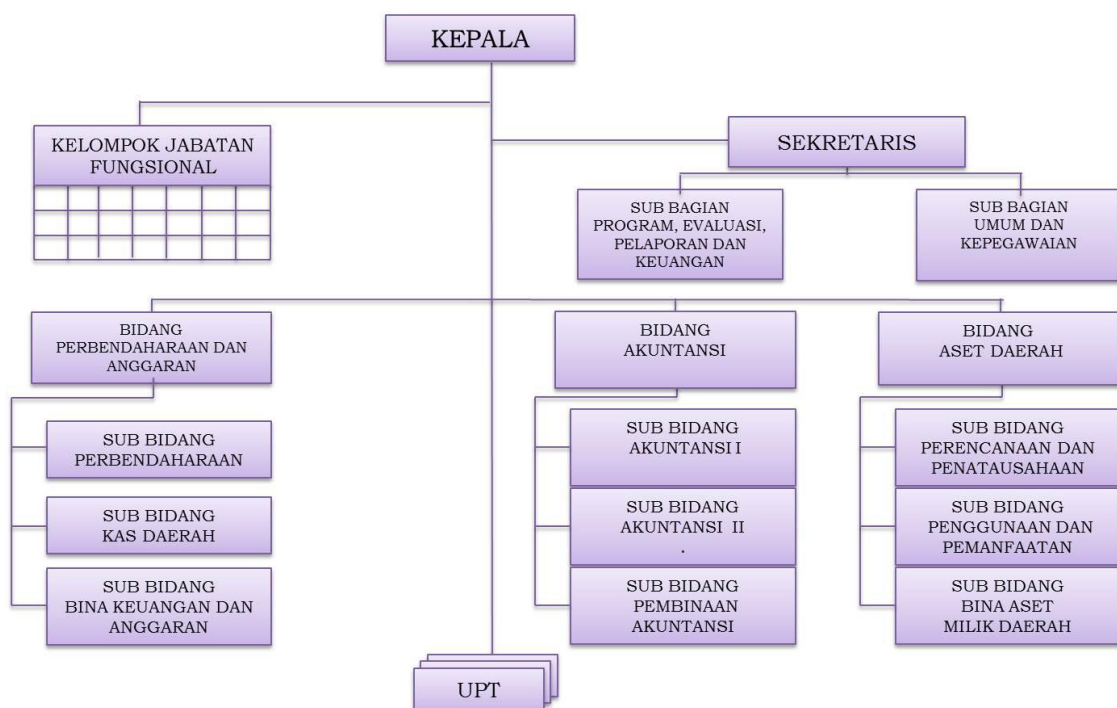 KEPALA
KELOMPOK JABATAN
FUNGSIONAL
SEKRETARIS
SUB BAGIAN
PROGRAM, EVALUASI,
PELAPORAN DAN
KEUANGAN
SUB BAGIAN
UMUM DAN
KEPEGAWAIAN
BIDANG
PERBENDAHARAAN DAN
ANGGARAN
SUB BIDANG
PERBENDAHARAAN
SUB BIDANG
KAS DAERAH
SUB BIDANG
BINA KEUANGAN DAN
ANGGARAN
BIDANG
AKUNTANSI
SUB BIDANG
AKUNTANSI I
SUB BIDANG
AKUNTANSI II
.
SUB BIDANG
PEMBINAAN
AKUNTANSI
BIDANG
ASET DAERAH
SUB BIDANG
PERENCANAAN DAN
PENATAUSAHAAN
SUB BIDANG
PENGGUNAAN DAN
PEMANFAATAN
SUB BIDANG
BINA ASET
MILIK DAERAH
UPT